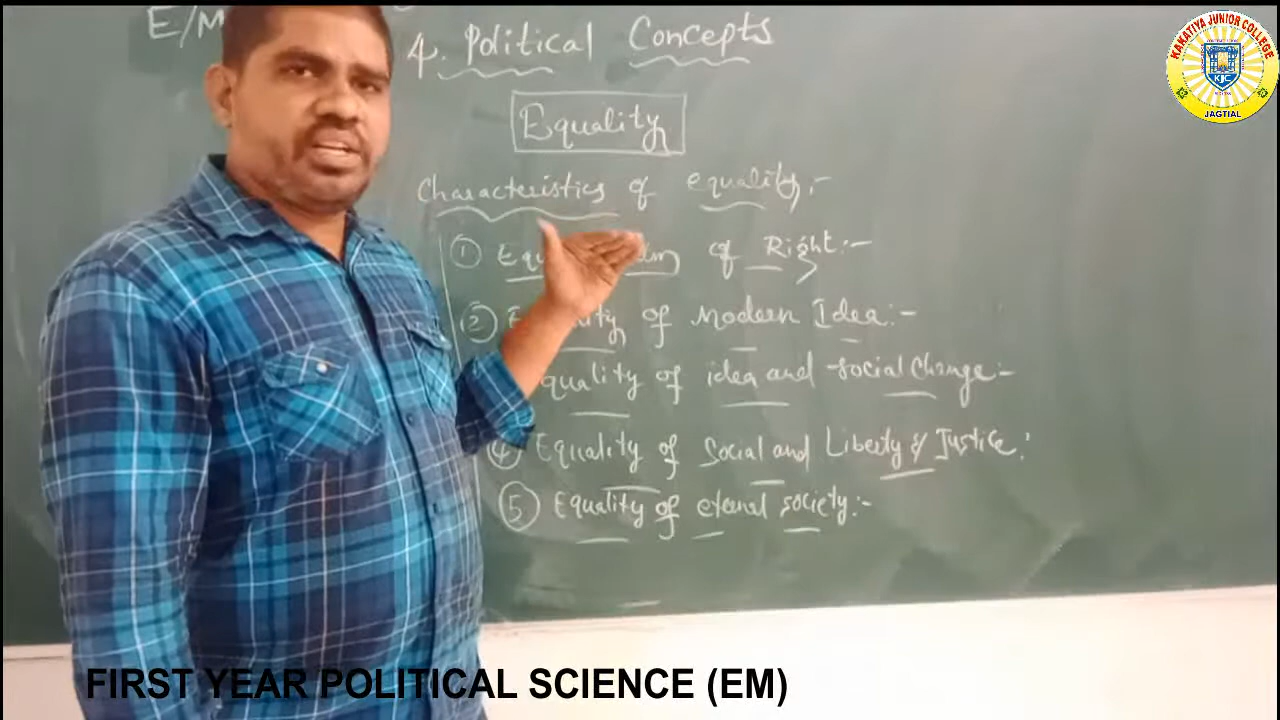 E/M
4. Political Concepts
Equality
Characteristics of equality:-
① of Right:-
② of Modern Idea:-
quality of idea and social Change:-
④ Equality of Social and Liberty & Justice:
⑤ Equality of eternal society:-
FIRST YEAR POLITICAL SCIENCE (EM)
KAKATIYA JUNIOR COLLEGE
KJC
JAGTIAL